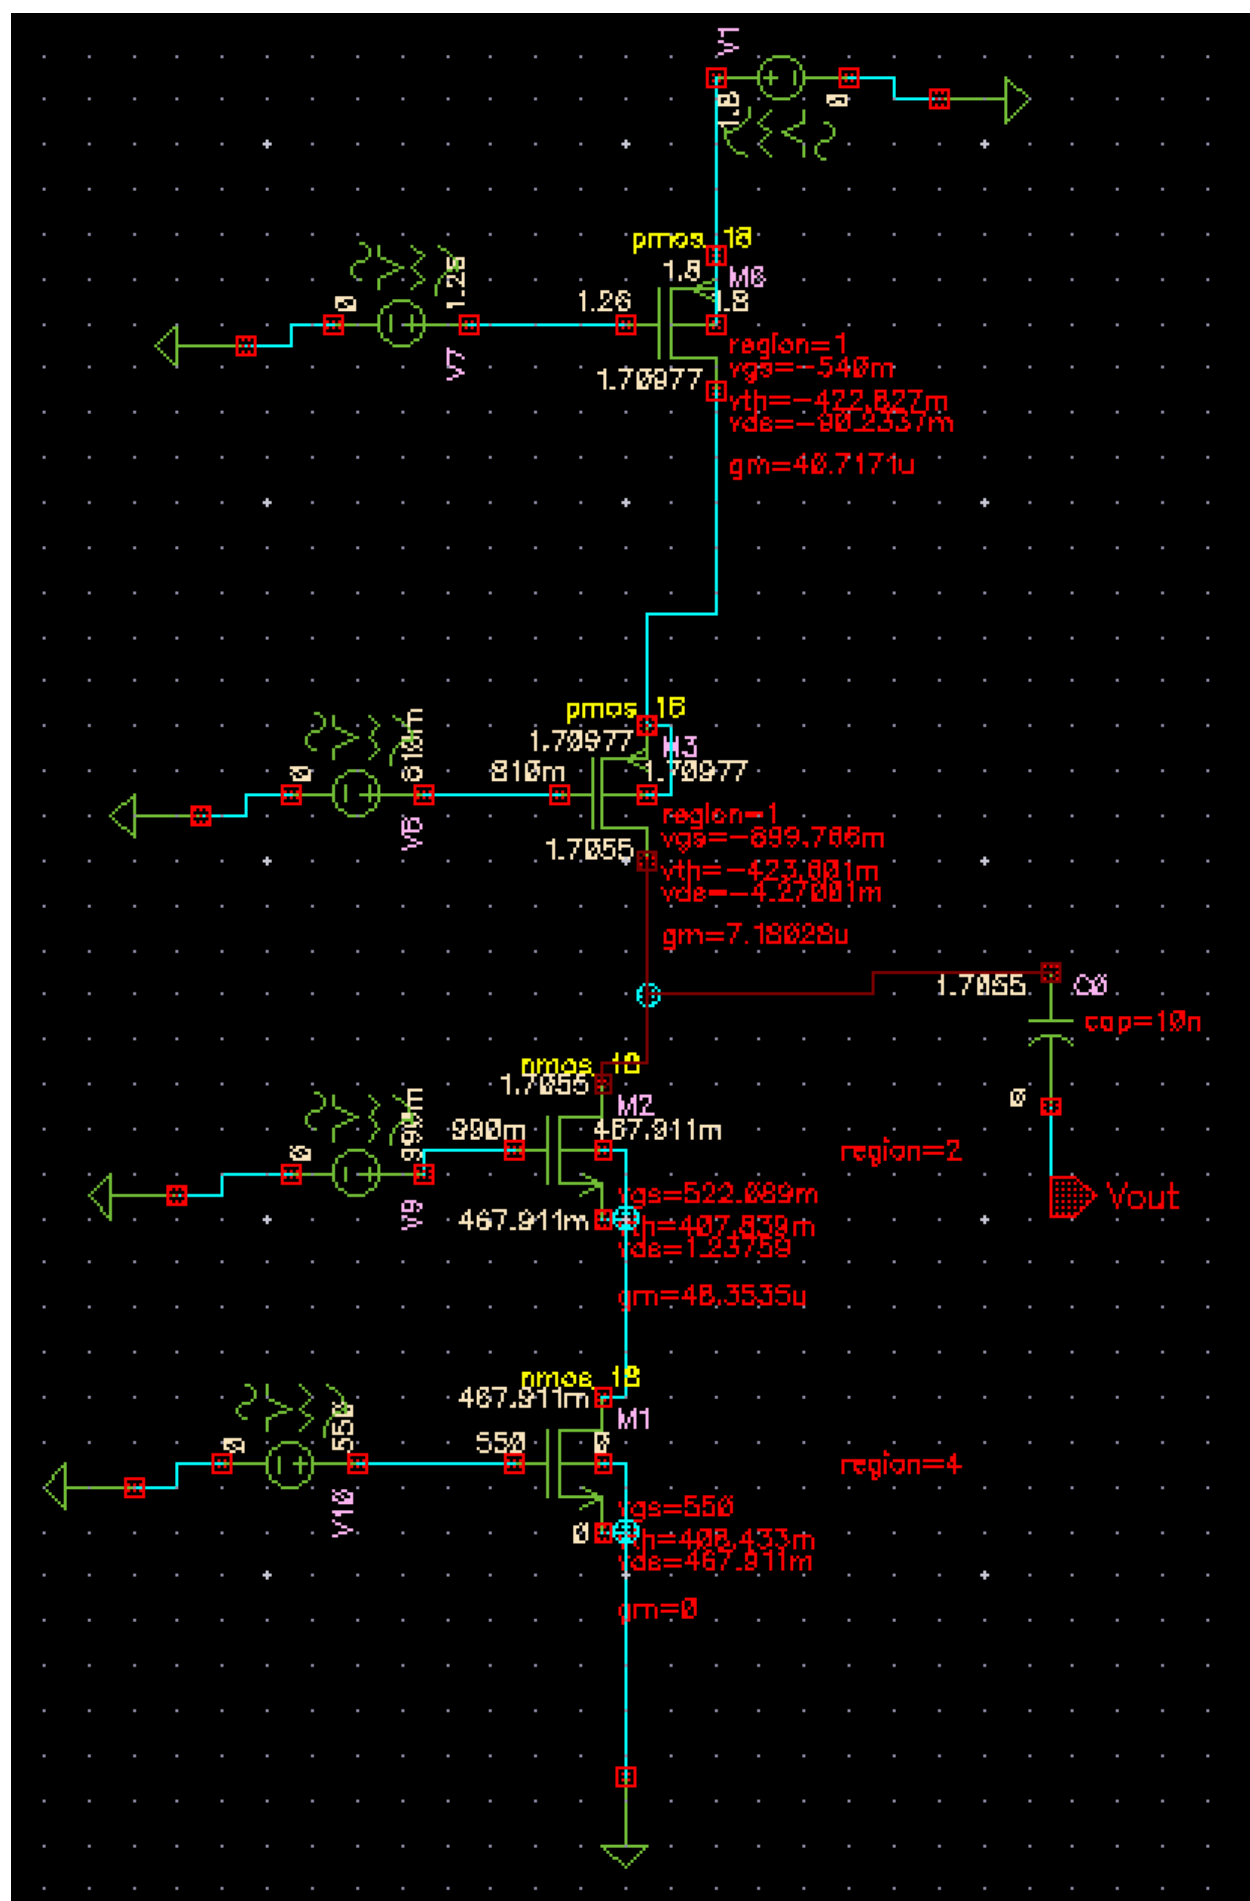 V1
1.8
0
pmos_18
1.8
M6
1.8
0
1.26
V7
1.26
1.70977
region=1
vgs=-540m
vth=-422.827m
vds=-90.2337m
gm=40.7171u
pmos_18
1.70977
M3
1.70977
0
810m
V6
810m
1.7055
region=1
vgs=-899.766m
vth=-423.601m
vds=-4.27001m
gm=7.18028u
1.7055
C0
cap=10n
0
Vout
nmos_18
1.7055
M2
467.911m
0
990m
V9
990m
467.911m
region=2
vgs=522.089m
vth=407.839m
vds=1.23759
gm=48.3535u
nmos_18
467.911m
M1
0
0
550
V10
550
0
region=4
vgs=550
vth=408.433m
vds=467.911m
gm=0